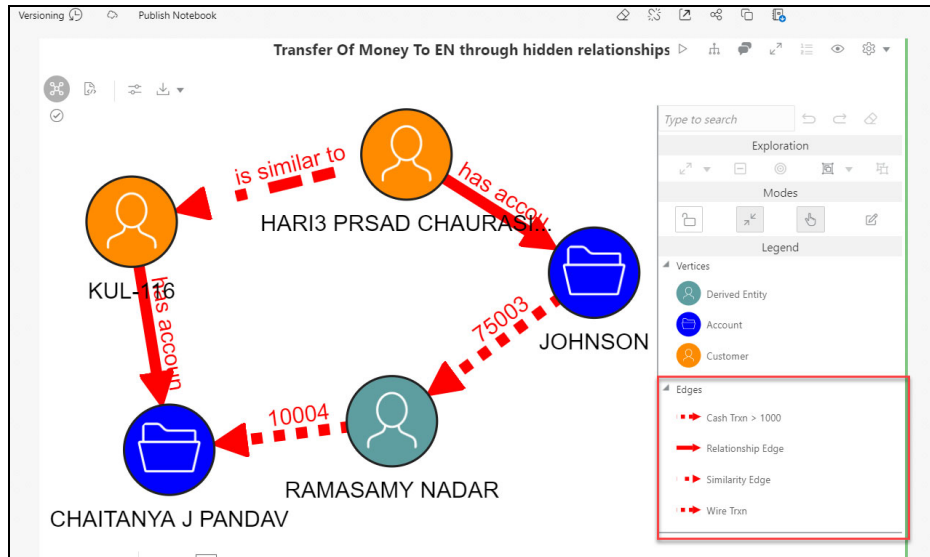 Versioning
Publish Notebook
Transfer Of Money To EN through hidden relationships
Type to search
Exploration
Modes
Legend
Vertices
Derived Entity
Account
Customer
Edges
Cash Trxn > 1000
Relationship Edge
Similarity Edge
Wire Trxn
is similar to
has accou
HARI3 PRSAD CHAURASI...
KUL-116
has accoun
75003
JOHNSON
10004
RAMASAMY NADAR
CHAITANYA J PANDAV